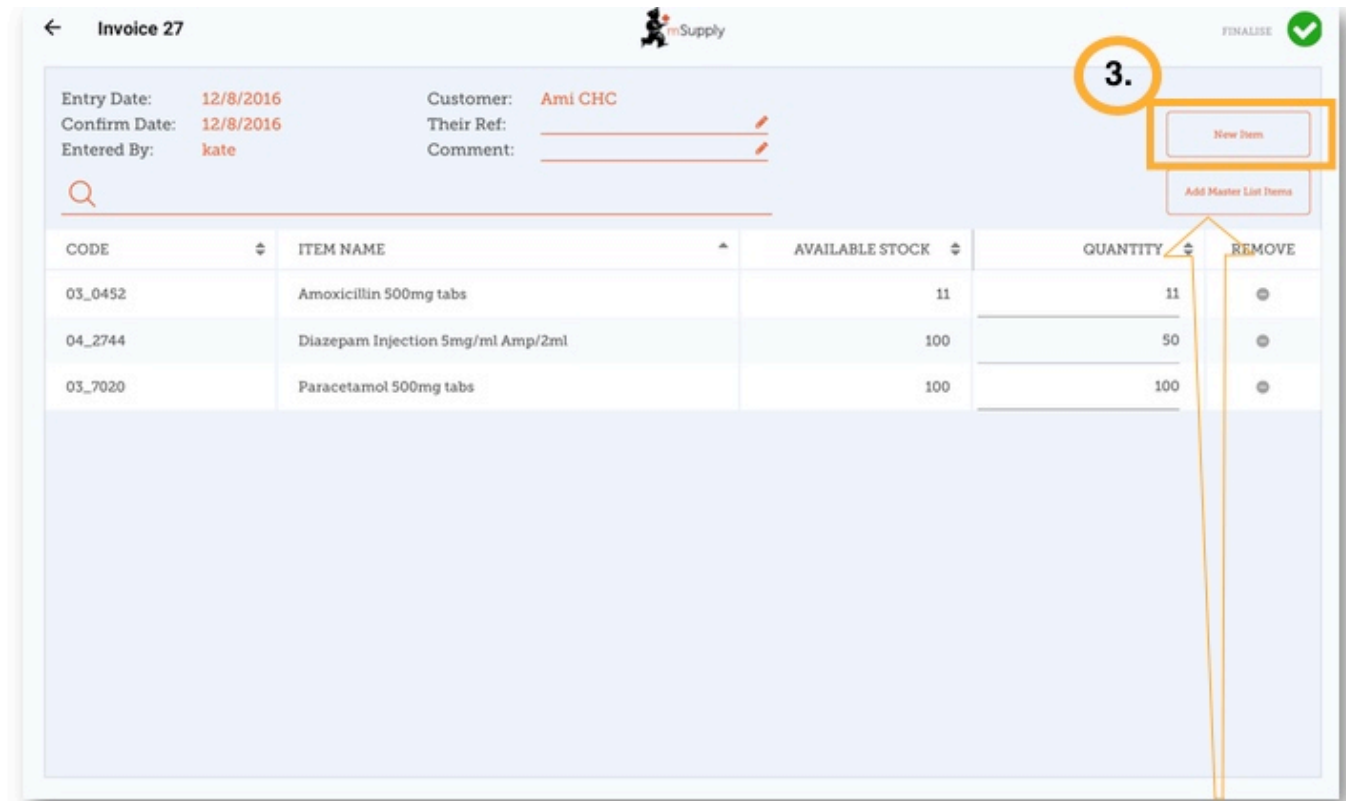 Invoice 27
mSupply
FINALISE
3.
Entry Date: 12/8/2016 Customer: Ami CHC
Confirm Date: 12/8/2016 Their Ref:
Entered By: kate Comment:
New Item
Add Master List Items
CODE ITEM NAME AVAILABLE STOCK QUANTITY REMOVE
03_0452 Amoxicillin 500mg tabs 11 11
04_2744 Diazepam Injection 5mg/ml Amp/2ml 100 50
03_7020 Paracetamol 500mg tabs 100 100